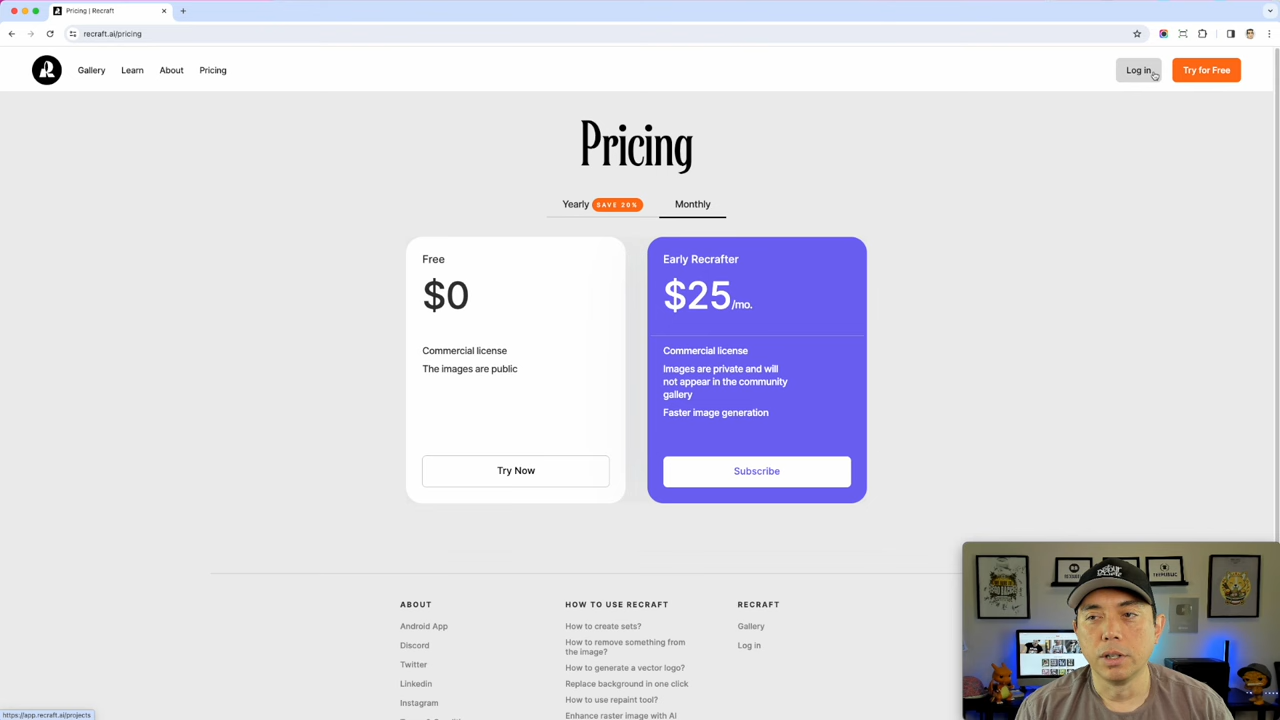 Pricing | Recraft
recraft.ai/pricing
Gallery
Learn
About
Pricing
Log in
Try for Free
Pricing
Yearly
SAVE 20%
Monthly
Free
$0
Commercial license
The images are public
Try Now
Early Recrafter
$25/mo.
Commercial license
Images are private and will
not appear in the community
gallery
Faster image generation
Subscribe
ABOUT
Android App
Discord
Twitter
Linkedin
Instagram
HOW TO USE RECRAFT
How to create sets?
How to remove something from
the image?
How to generate a vector logo?
Replace background in one click
How to use repaint tool?
Enhance raster image with AI
RECRAFT
Gallery
Log in
https://app.recraft.ai/projects